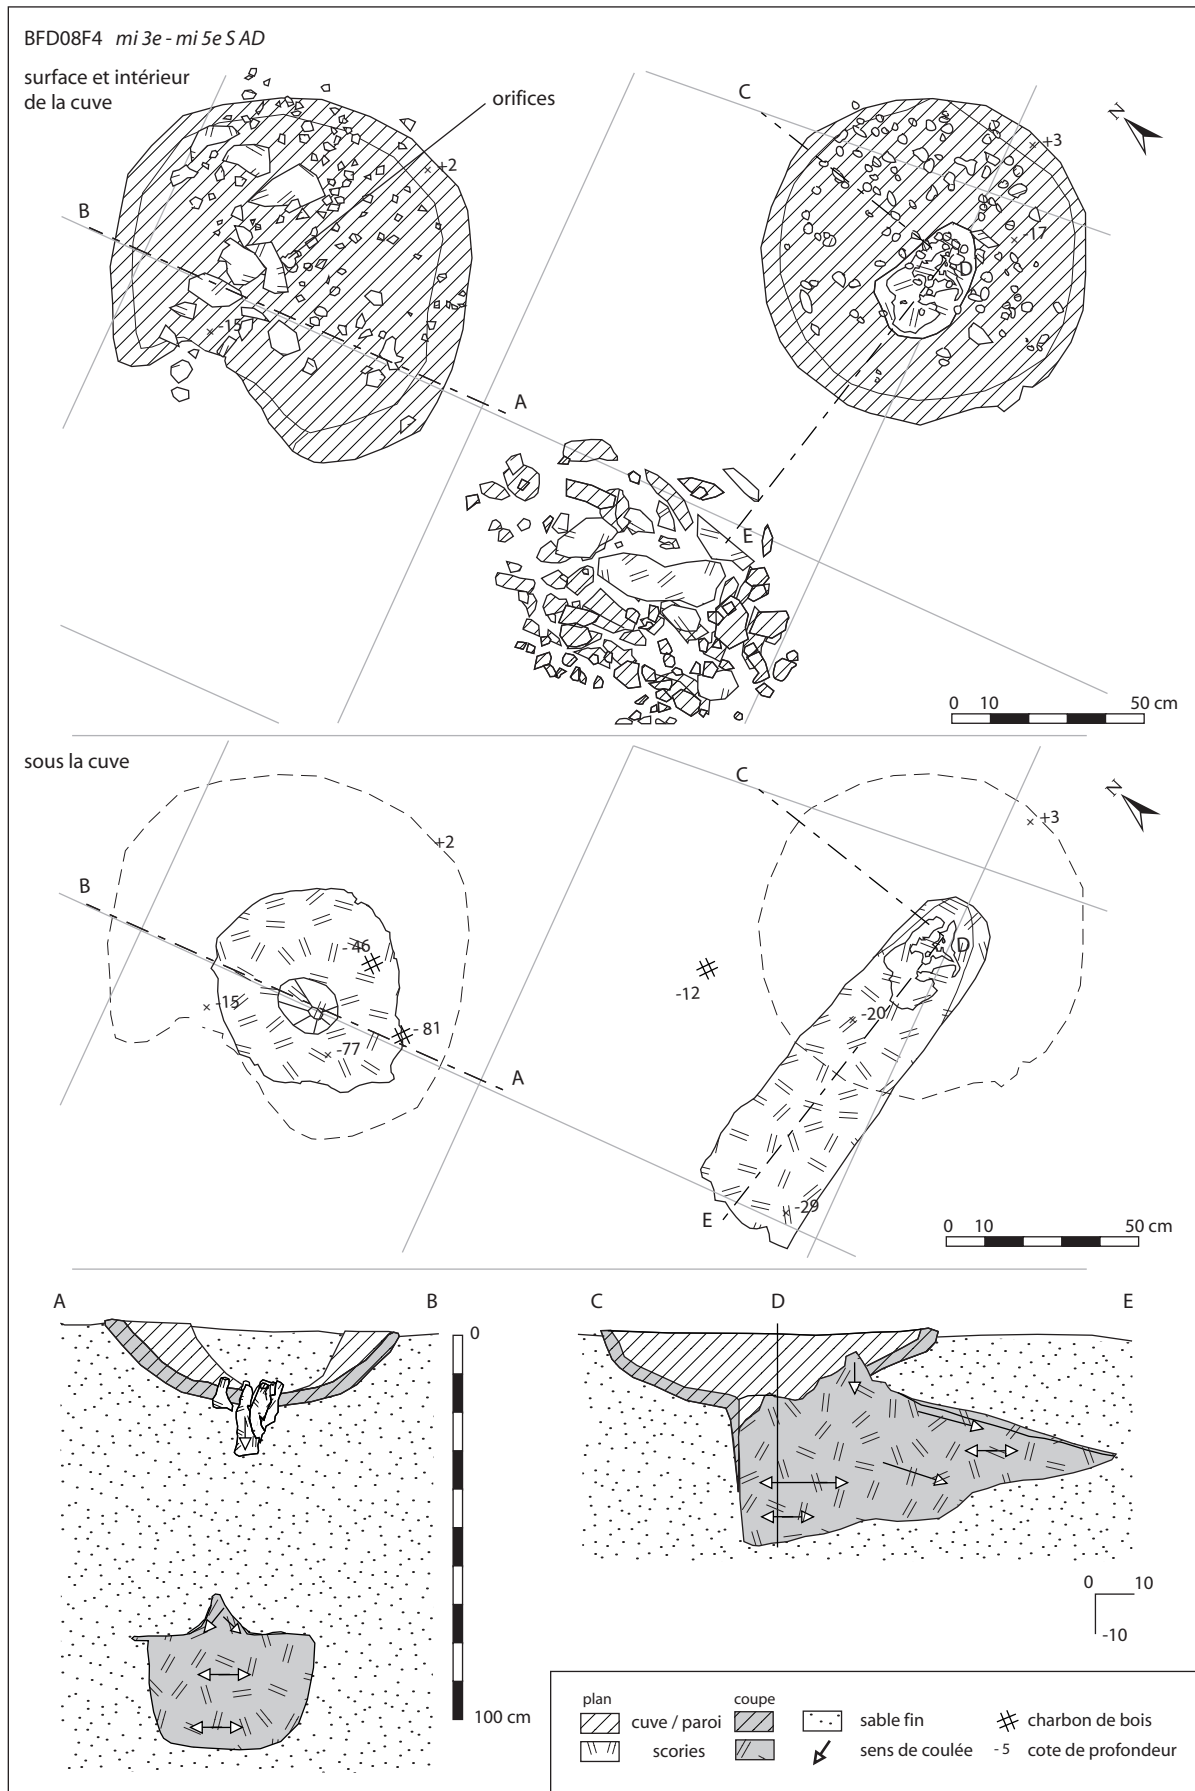 BFD08F4 mi 3e - mi 5e S AD
surface et intérieur
de la cuve
orifices
C
N
+2
+3
B
-17
D
-15
A
E
0 10 50 cm
sous la cuve
C
N
+2
+3
B
-46
D
-12
-15
-20
-81
-77
A
E
-29
0 10 50 cm
A B C D E
0
100 cm
0 10
-10
plan coupe
cuve / paroi sable fin charbon de bois
scories sens de coulée - 5 cote de profondeur